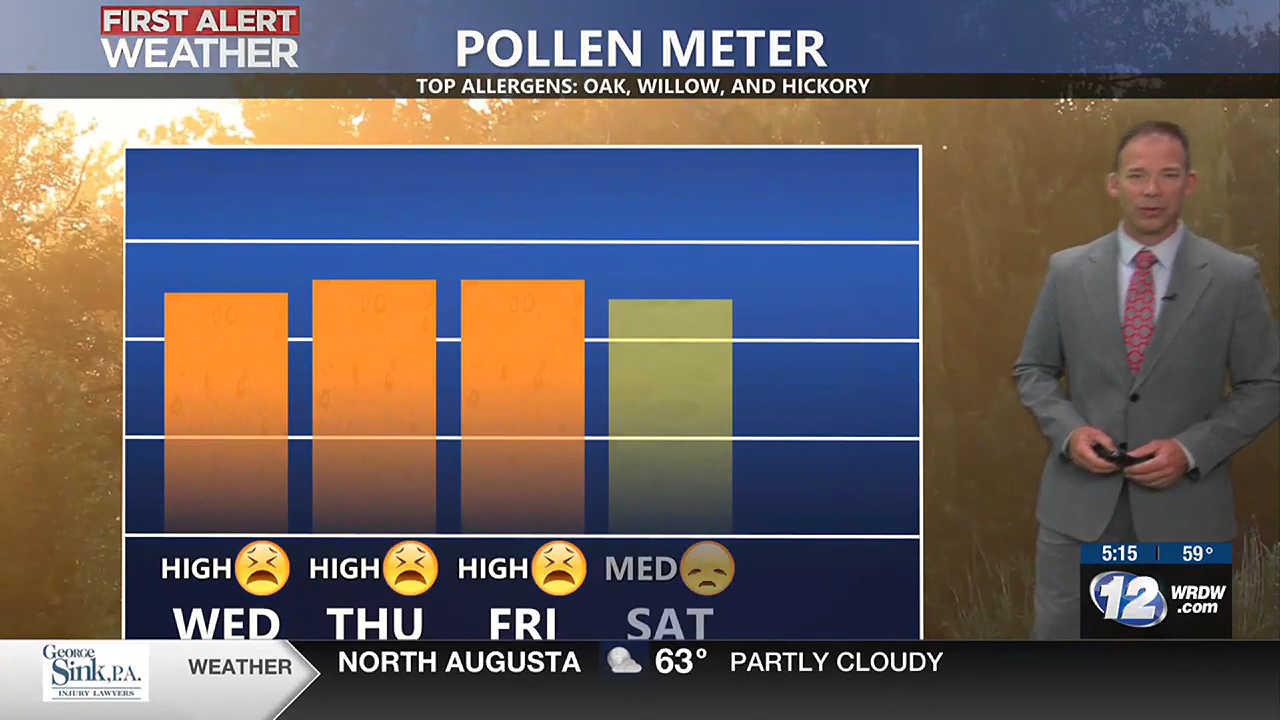 FIRST ALERT
WEATHER
POLLEN METER
TOP ALLERGENS: OAK, WILLOW, AND HICKORY
HIGH HIGH HIGH MED
WED THU FRI SAT
5:15 59°
12 WRDW
.com
GEORGE
Sink, P.A.
INJURY LAWYERS
WEATHER
NORTH AUGUSTA 63° PARTLY CLOUDY